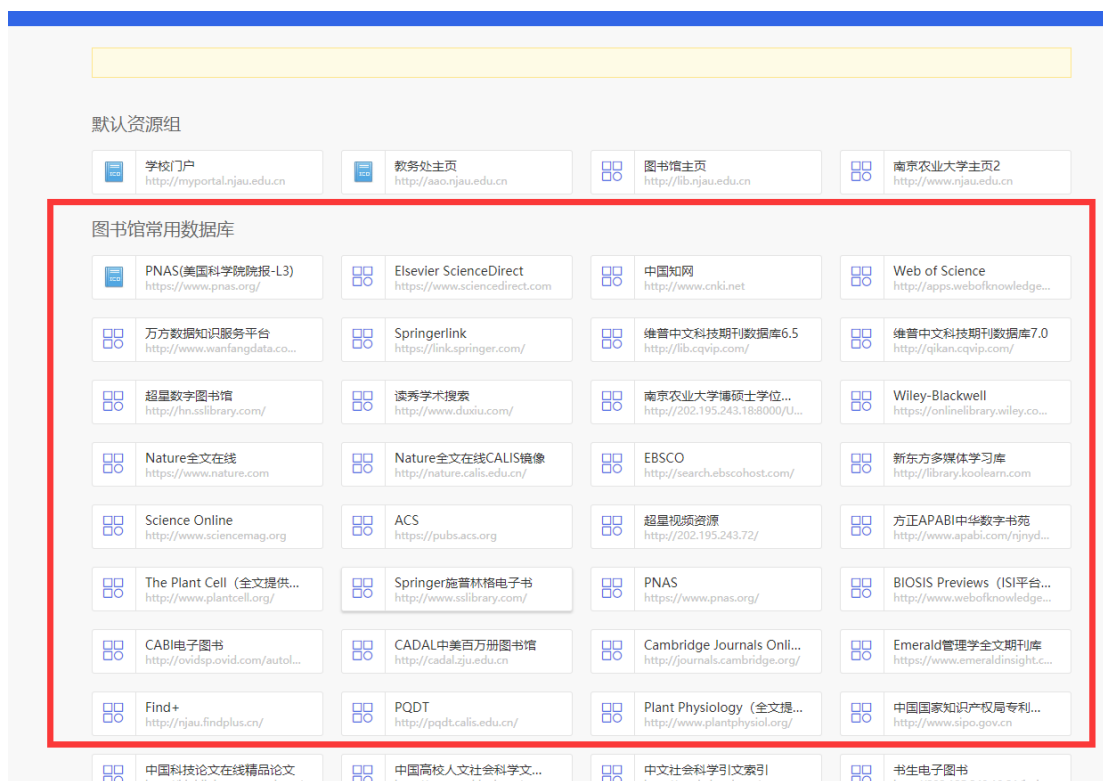 默认资源组
学校门户
http://myportal.njau.edu.cn
教务处主页
http://aao.njau.edu.cn
图书馆主页
http://lib.njau.edu.cn
南京农业大学主页2
http://www.njau.edu.cn
图书馆常用数据库
PNAS(美国科学院院报-L3)
https://www.pnas.org/
Elsevier ScienceDirect
https://www.sciencedirect.com
中国知网
http://www.cnki.net
Web of Science
http://apps.webofknowledge...
万方数据知识服务平台
http://www.wanfangdata.co...
Springerlink
https://link.springer.com/
维普中文科技期刊数据库6.5
http://lib.cqvip.com/
维普中文科技期刊数据库7.0
http://qikan.cqvip.com/
超星数字图书馆
http://hn.sslibrary.com/
读秀学术搜索
http://www.duxiu.com/
南京农业大学博硕士学位...
http://202.195.243.18:8000/U...
Wiley-Blackwell
https://onlinelibrary.wiley.co...
Nature全文在线
https://www.nature.com
Nature全文在线CALIS镜像
http://nature.calis.edu.cn/
EBSCO
http://search.ebscohost.com/
新东方多媒体学习库
http://library.koolearn.com
Science Online
http://www.sciencemag.org
ACS
https://pubs.acs.org
超星视频资源
http://202.195.243.72/
方正APABI中华数字书苑
http://www.apabi.com/njnyd...
The Plant Cell（全文提供...
http://www.plantcell.org/
Springer施普林格电子书
http://www.sslibrary.com/
PNAS
https://www.pnas.org/
BIOSIS Previews（ISI平台...
http://www.webofknowledge...
CABI电子图书
http://ovidsp.ovid.com/autol...
CADAL中美百万册图书馆
http://cadal.zju.edu.cn
Cambridge Journals Onli...
http://journals.cambridge.org/
Emerald管理学全文期刊库
https://www.emeraldinsight.c...
Find+
http://njau.findplus.cn/
PQDT
http://pqdt.calis.edu.cn/
Plant Physiology（全文提...
http://www.plantphysiol.org/
中国国家知识产权局专利...
http://www.sipo.gov.cn
中国科技论文在线精品论文
中国高校人文社会科学文...
中文社会科学引文索引
书生电子图书